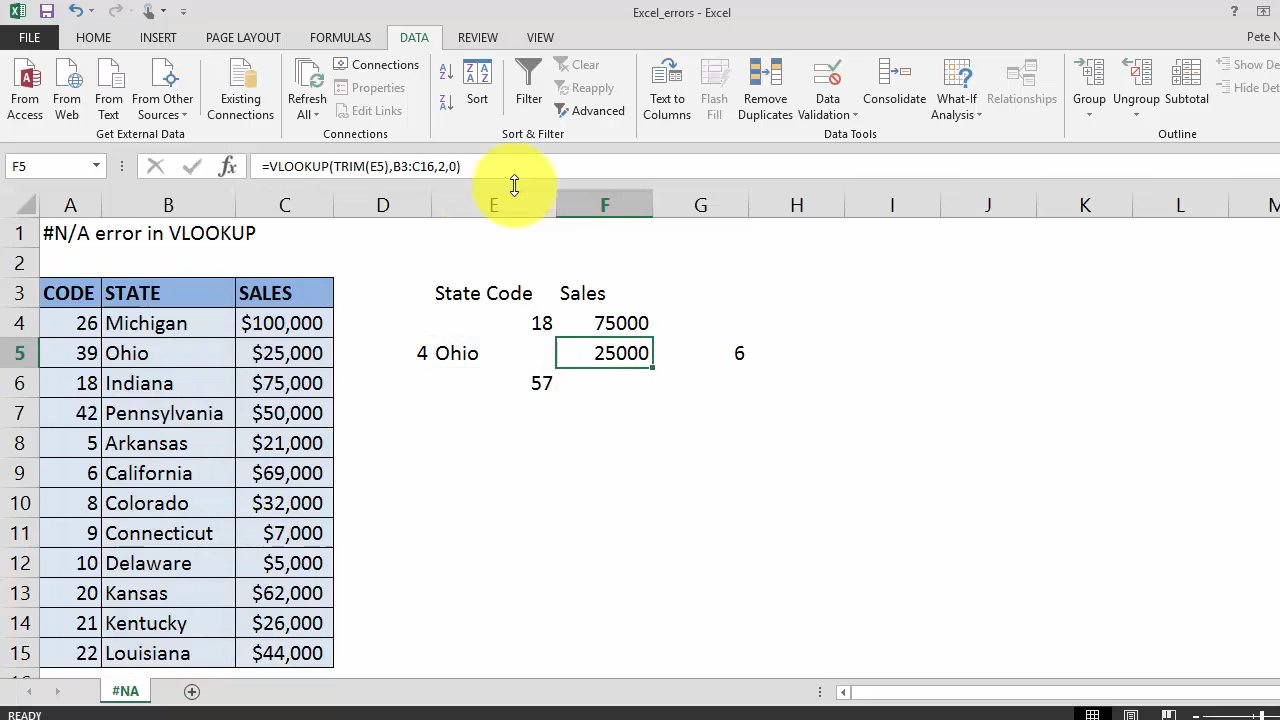 Excel_errors - Excel
?
FILE HOME INSERT PAGE LAYOUT FORMULAS DATA REVIEW VIEW Pete N
From Access
From Web
From Text
From Other Sources
Existing Connections
Get External Data
Refresh All
Connections
Properties
Edit Links
Connections
A Z
Z A
Z A A Z
Sort
Filter
Clear
Reapply
Advanced
Sort & Filter
Text to Columns
Flash Fill
Remove Duplicates
Data Validation
Consolidate
What-If Analysis
Relationships
Data Tools
Group
Ungroup
Subtotal
Show De
Hide Det
Outline
F5 fx =VLOOKUP(TRIM(E5),B3:C16,2,0)
A B C D E F G H I J K L M
1 #N/A error in VLOOKUP
2
3 CODE STATE SALES State Code Sales
4 26 Michigan $100,000 18 75000
5 39 Ohio $25,000 4 Ohio 25000 6
6 18 Indiana $75,000 57
7 42 Pennsylvania $50,000
8 5 Arkansas $21,000
9 6 California $69,000
10 8 Colorado $32,000
11 9 Connecticut $7,000
12 10 Delaware $5,000
13 20 Kansas $62,000
14 21 Kentucky $26,000
15 22 Louisiana $44,000
#NA
READY